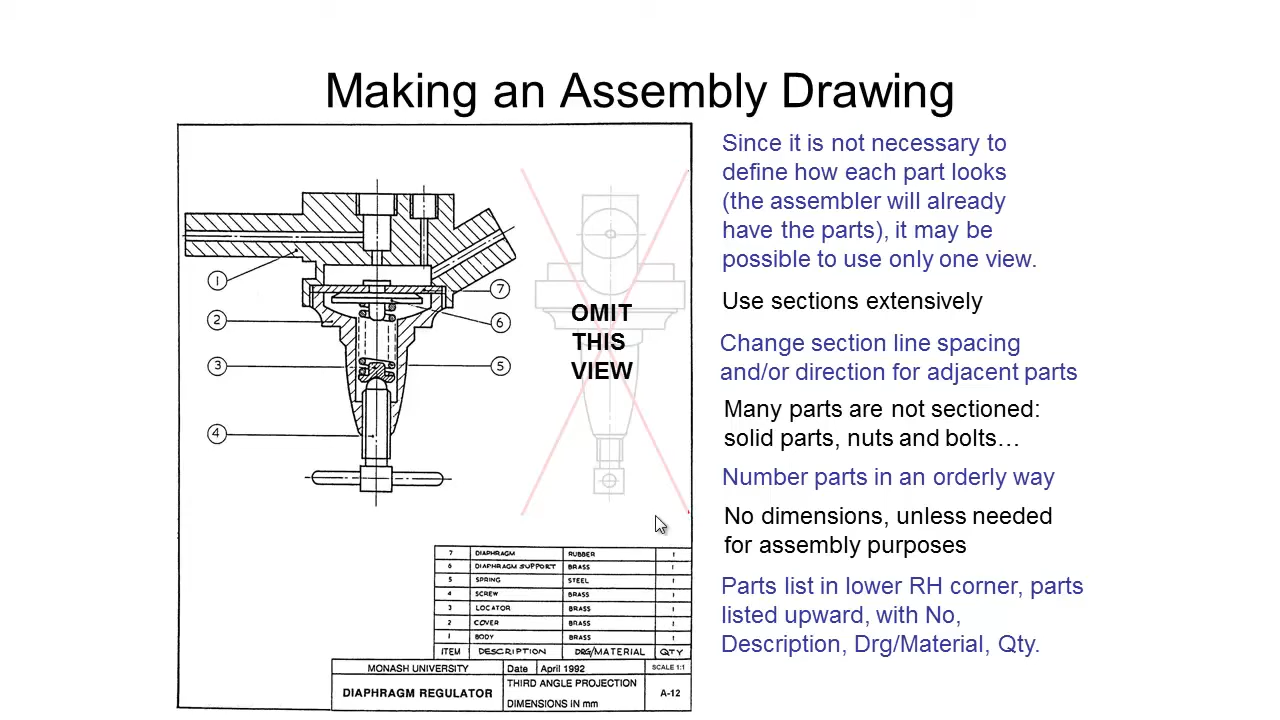 Making an Assembly Drawing
1
2
3
4
7
6
5
OMIT
THIS
VIEW
7 DIAPHRAGM RUBBER 1
6 DIAPHRAGM SUPPORT BRASS 1
5 SPRING STEEL 1
4 SCREW BRASS 1
3 LOCATOR BRASS 1
2 COVER BRASS 1
1 BODY BRASS 1
ITEM DESCRIPTION DRG/MATERIAL QTY
MONASH UNIVERSITY Date April 1992 SCALE 1:1
DIAPHRAGM REGULATOR THIRD ANGLE PROJECTION A-12
DIMENSIONS IN mm
Since it is not necessary to
define how each part looks
(the assembler will already
have the parts), it may be
possible to use only one view.
Use sections extensively
Change section line spacing
and/or direction for adjacent parts
Many parts are not sectioned:
solid parts, nuts and bolts…
Number parts in an orderly way
No dimensions, unless needed
for assembly purposes
Parts list in lower RH corner, parts
listed upward, with No,
Description, Drg/Material, Qty.